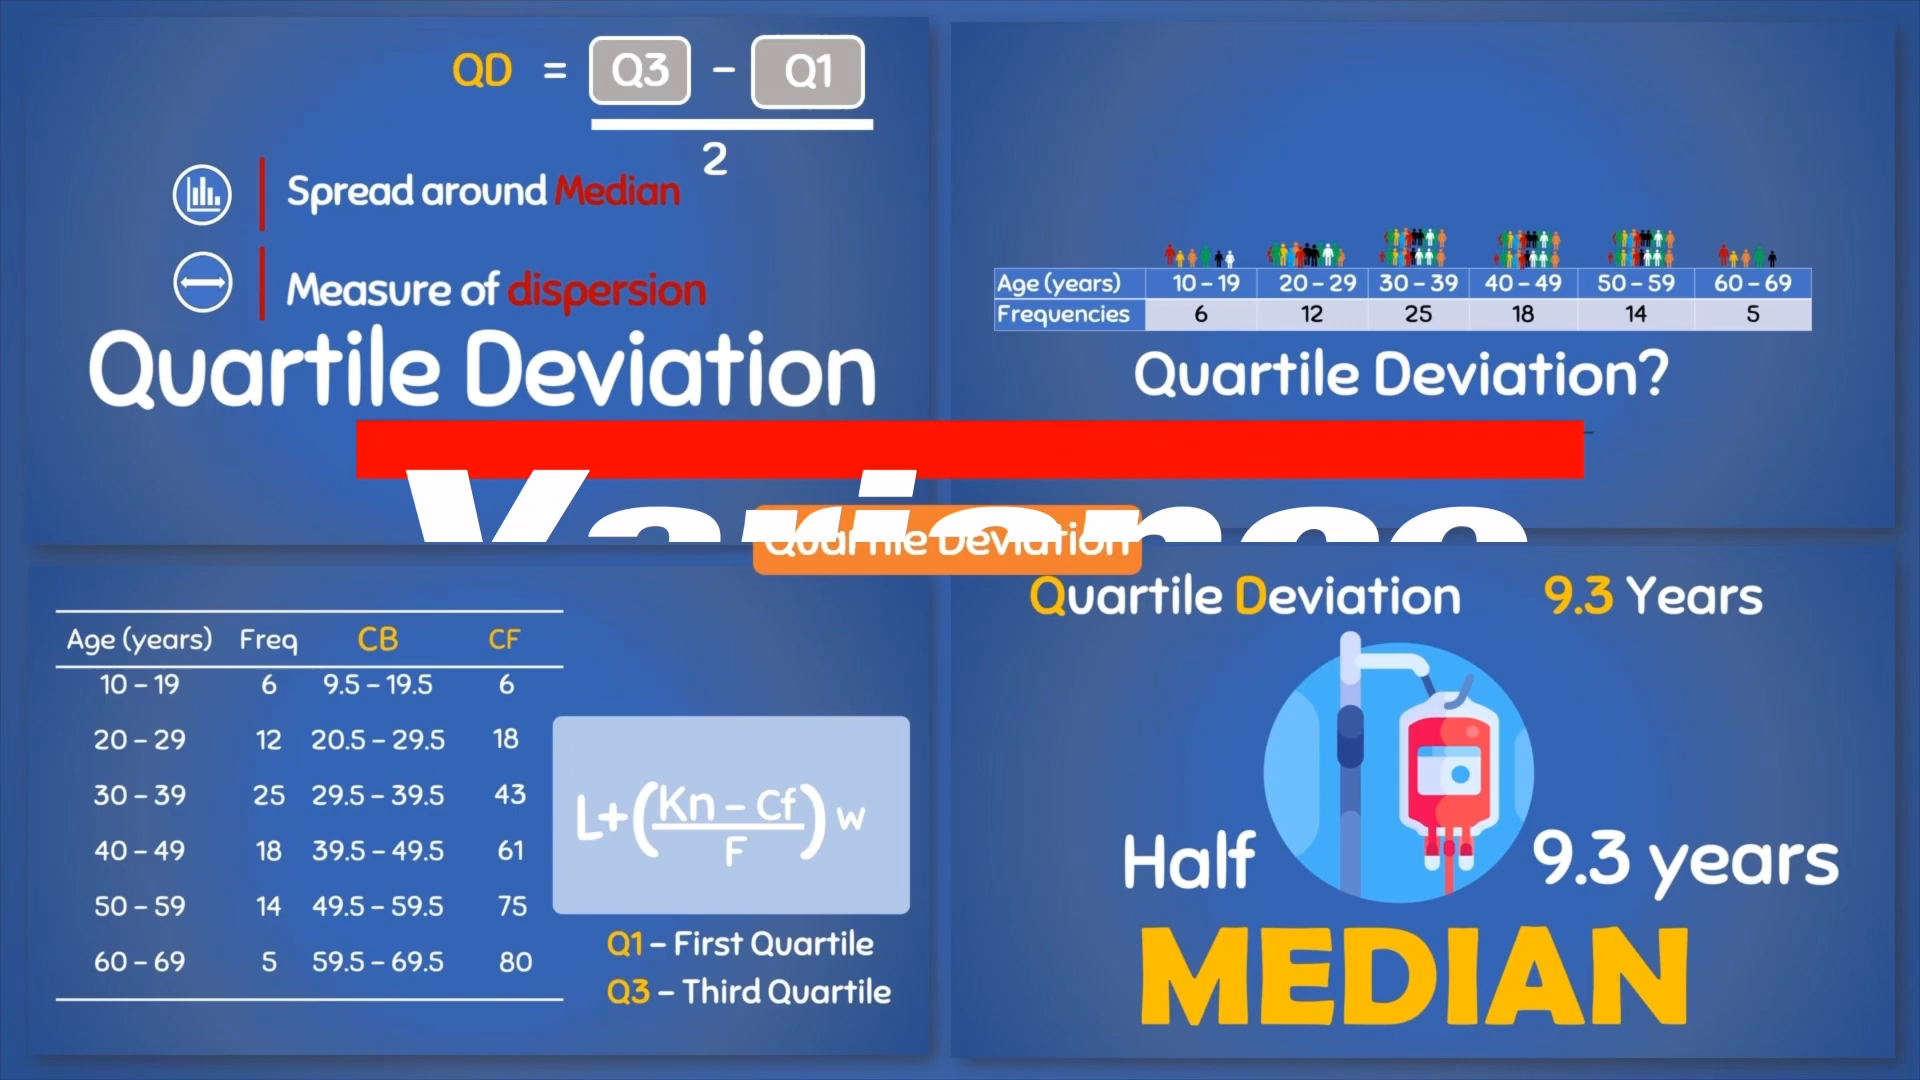 QD = Q3 - Q1
2
Spread around Median
Measure of dispersion
Quartile Deviation
Age (years) 10 – 19 20 – 29 30 – 39 40 – 49 50 – 59 60 – 69
Frequencies 6 12 25 18 14 5
Quartile Deviation?
Variance
Quartile Deviation
Age (years) Freq CB CF
10 – 19 6 9.5 – 19.5 6
20 – 29 12 20.5 – 29.5 18
30 – 39 25 29.5 – 39.5 43
40 – 49 18 39.5 – 49.5 61
50 – 59 14 49.5 – 59.5 75
60 – 69 5 59.5 – 69.5 80
L+(Kn – Cf/F) w
Q1 – First Quartile
Q3 – Third Quartile
Quartile Deviation 9.3 Years
Half 9.3 years
MEDIAN